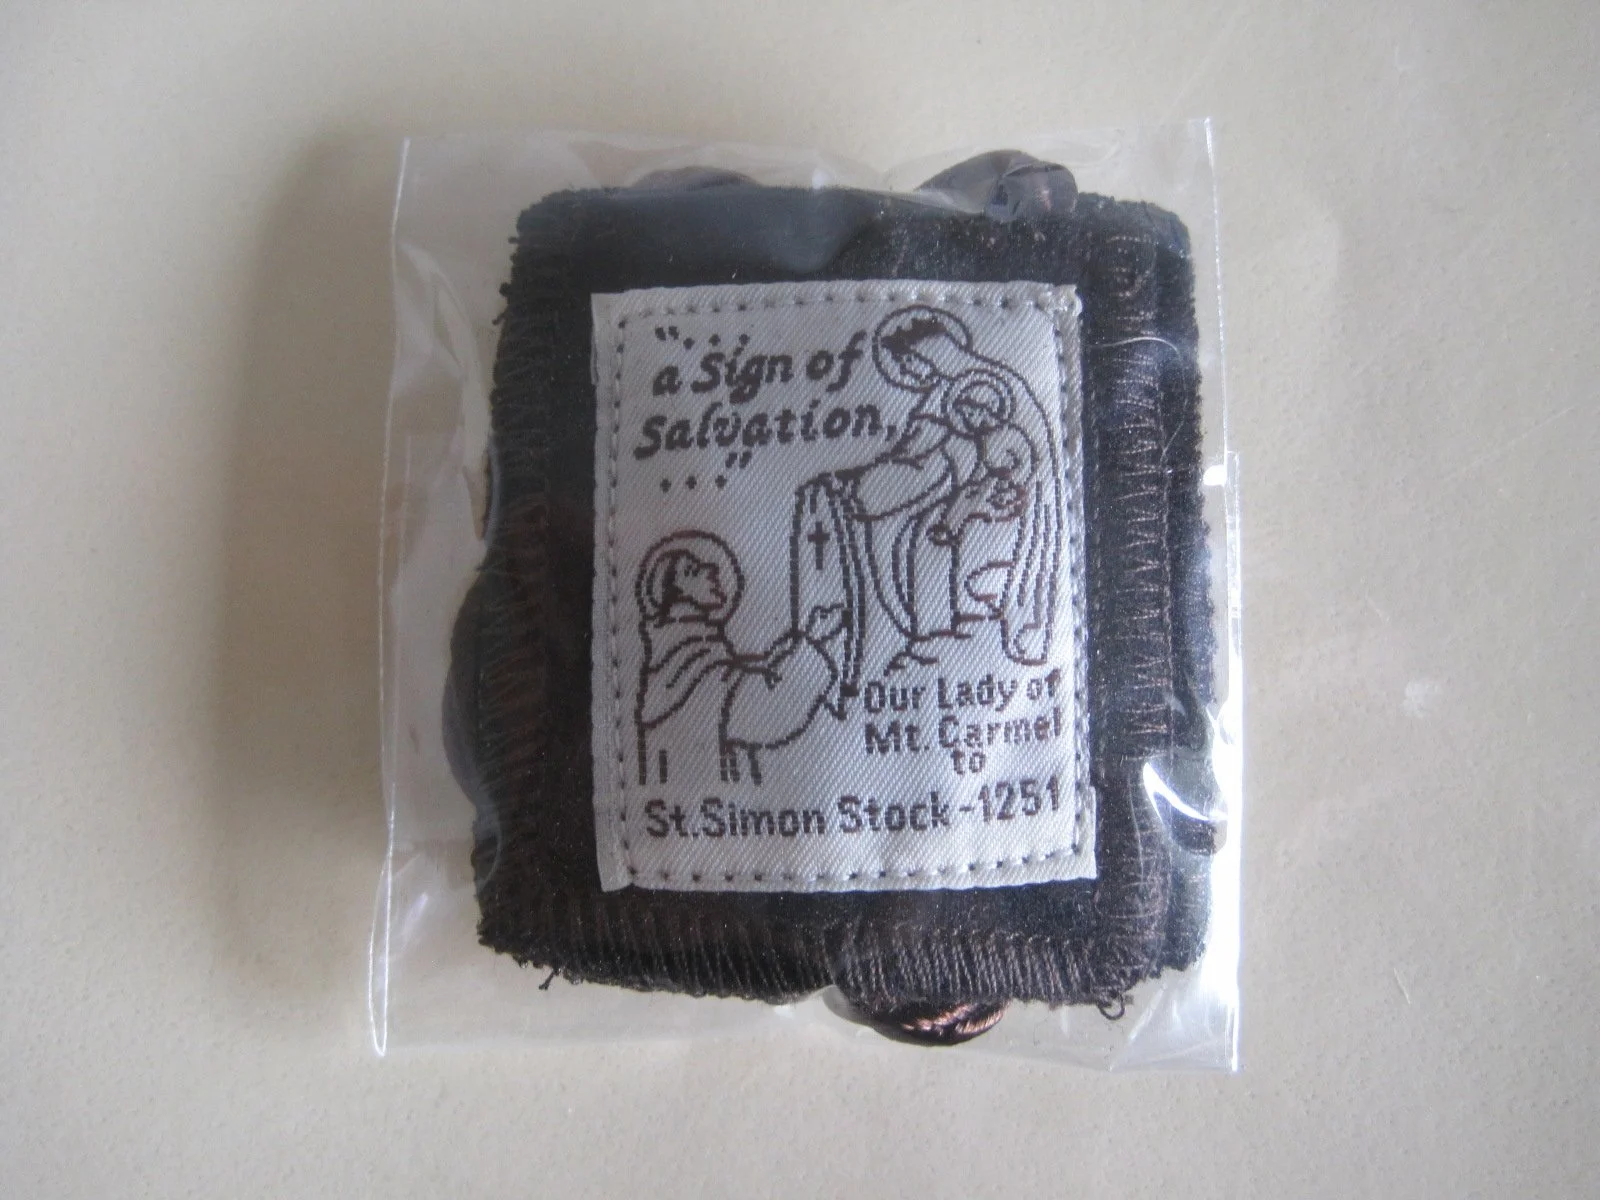 "...
a Sign of
Salvation,
..."
Our Lady of
Mt. Carmel
to
St. Simon Stock - 1251